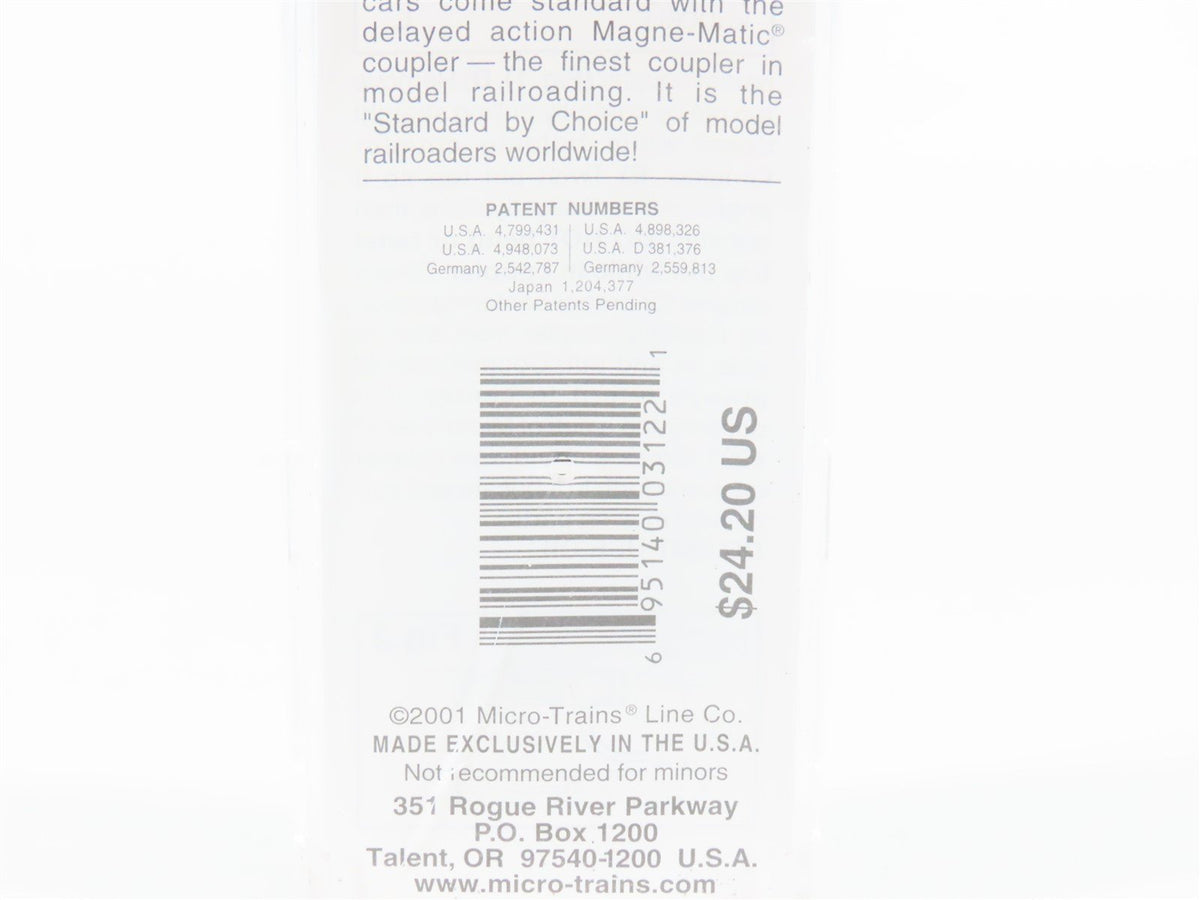 cars come standard with the
delayed action Magne-Matic®
coupler — the finest coupler in
model railroading. It is the
"Standard by Choice" of model
railroaders worldwide!
PATENT NUMBERS
U.S.A. 4,799,431 | U.S.A. 4,898,326
U.S.A. 4,948,073 | U.S.A. D 381,376
Germany 2,542,787 | Germany 2,559,813
Japan 1,204,377
Other Patents Pending
6 95140 03122 1
$24.20 US
©2001 Micro-Trains® Line Co.
MADE EXCLUSIVELY IN THE U.S.A.
Not recommended for minors
351 Rogue River Parkway
P.O. Box 1200
Talent, OR 97540-1200 U.S.A.
www.micro-trains.com